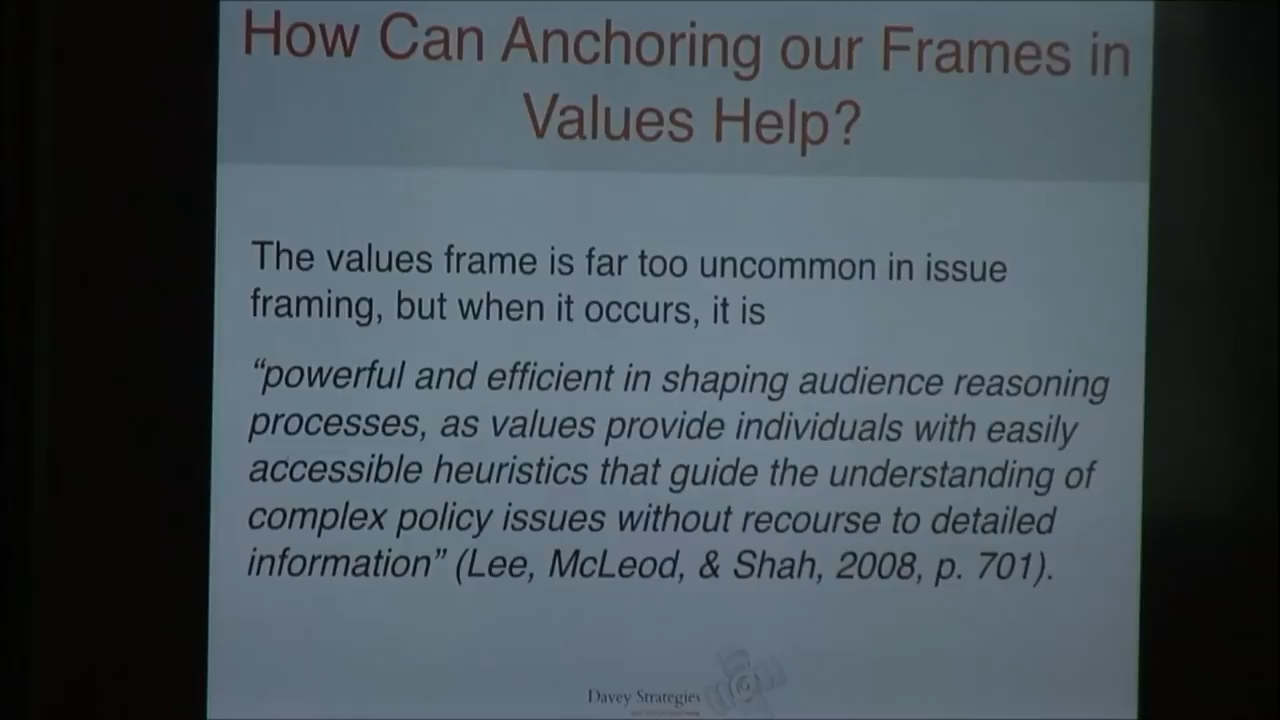 How Can Anchoring our Frames in
Values Help?
The values frame is far too uncommon in issue
framing, but when it occurs, it is
“powerful and efficient in shaping audience reasoning
processes, as values provide individuals with easily
accessible heuristics that guide the understanding of
complex policy issues without recourse to detailed
information” (Lee, McLeod, & Shah, 2008, p. 701).
Davey Strategies